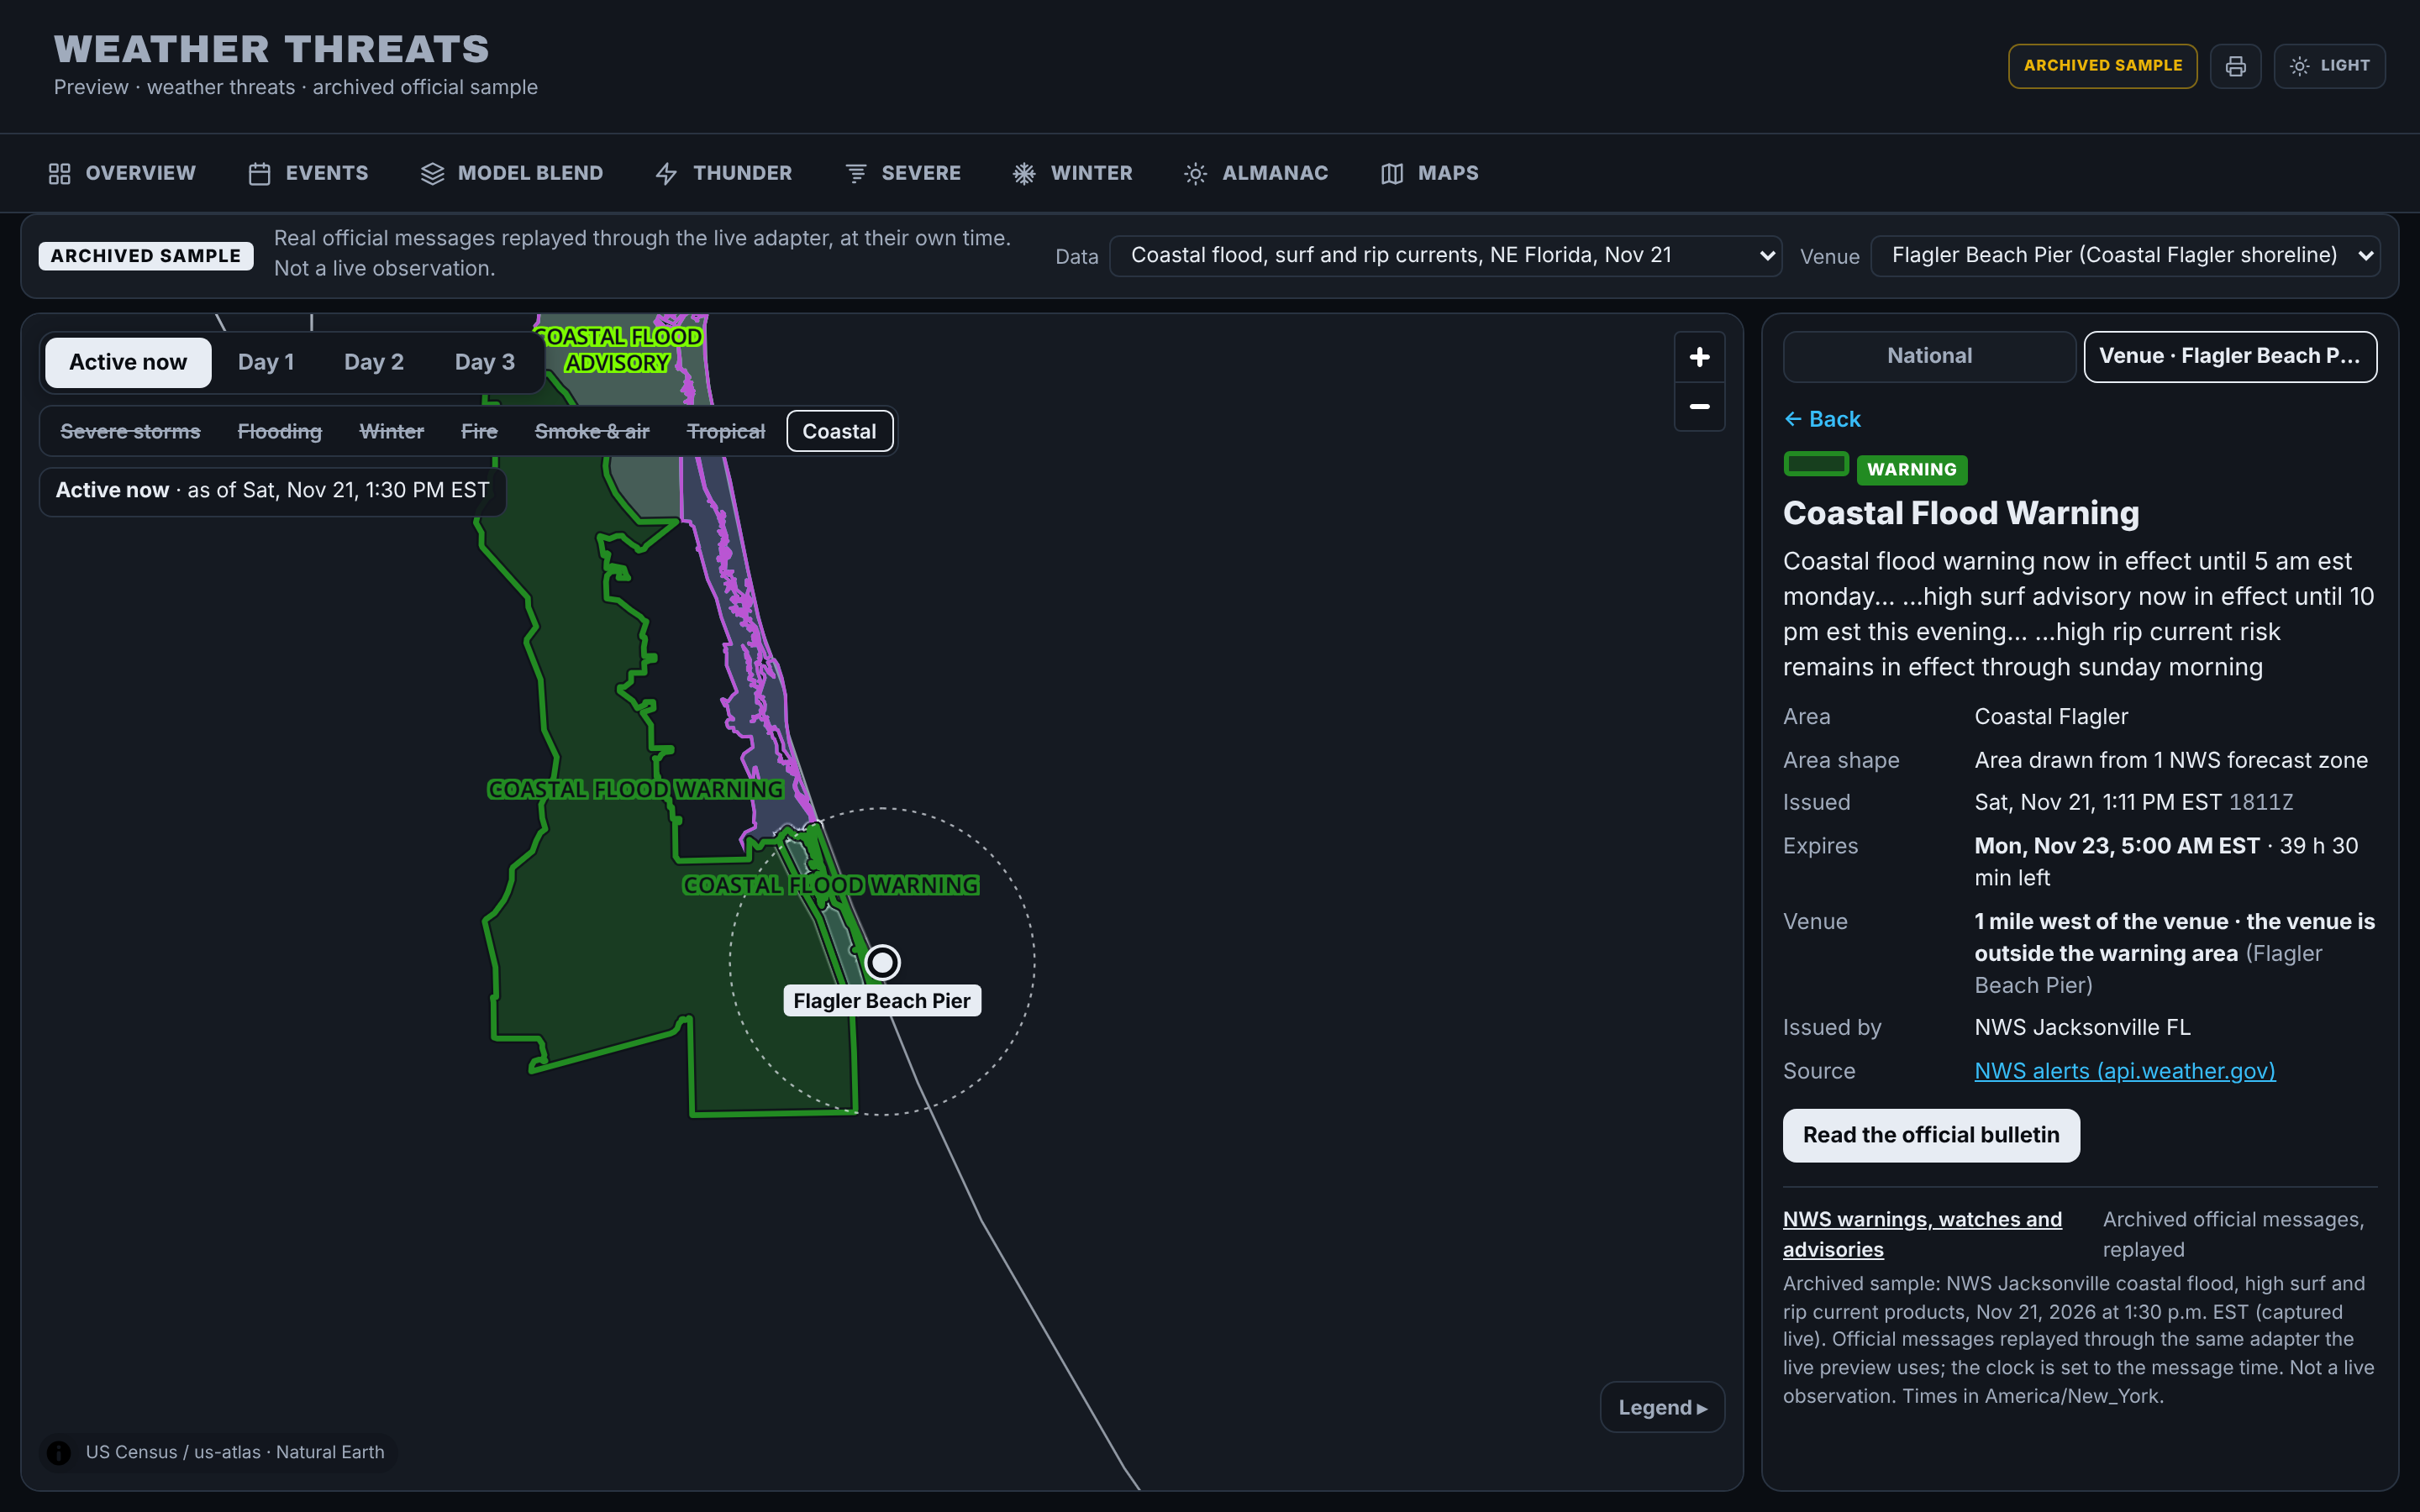 WEATHER THREATS
Preview · weather threats · archived official sample
ARCHIVED SAMPLE
LIGHT
OVERVIEW
EVENTS
MODEL BLEND
THUNDER
SEVERE
WINTER
ALMANAC
MAPS
ARCHIVED SAMPLE
Real official messages replayed through the live adapter, at their own time.
Not a live observation.
Data
Coastal flood, surf and rip currents, NE Florida, Nov 21
Venue
Flagler Beach Pier (Coastal Flagler shoreline)
Active now
Day 1
Day 2
Day 3
Severe storms
Flooding
Winter
Fire
Smoke & air
Tropical
Coastal
Active now · as of Sat, Nov 21, 1:30 PM EST
COASTAL FLOOD
ADVISORY
COASTAL FLOOD WARNING
COASTAL FLOOD WARNING
Flagler Beach Pier
+
−
Legend ▸
US Census / us-atlas · Natural Earth
National
Venue · Flagler Beach P...
← Back
WARNING
Coastal Flood Warning
Coastal flood warning now in effect until 5 am est
monday... ...high surf advisory now in effect until 10
pm est this evening... ...high rip current risk
remains in effect through sunday morning
Area
Coastal Flagler
Area shape
Area drawn from 1 NWS forecast zone
Issued
Sat, Nov 21, 1:11 PM EST 1811Z
Expires
Mon, Nov 23, 5:00 AM EST · 39 h 30
min left
Venue
1 mile west of the venue · the venue is
outside the warning area (Flagler
Beach Pier)
Issued by
NWS Jacksonville FL
Source
NWS alerts (api.weather.gov)
Read the official bulletin
NWS warnings, watches and
advisories
Archived official messages,
replayed
Archived sample: NWS Jacksonville coastal flood, high surf and
rip current products, Nov 21, 2026 at 1:30 p.m. EST (captured
live). Official messages replayed through the same adapter the
live preview uses; the clock is set to the message time. Not a live
observation. Times in America/New_York.